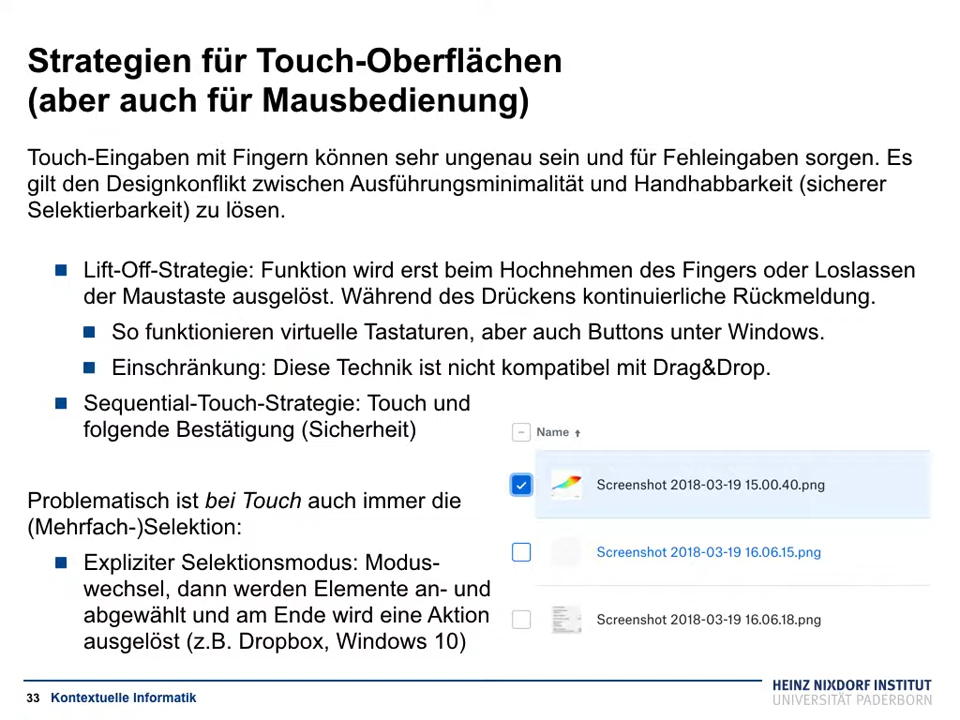 Strategien für Touch-Oberflächen
(aber auch für Mausbedienung)
Touch-Eingaben mit Fingern können sehr ungenau sein und für Fehleingaben sorgen. Es
gilt den Designkonflikt zwischen Ausführungsminimalität und Handhabbarkeit (sicherer
Selektierbarkeit) zu lösen.
Lift-Off-Strategie: Funktion wird erst beim Hochnehmen des Fingers oder Loslassen
der Maustaste ausgelöst. Während des Drückens kontinuierliche Rückmeldung.
So funktionieren virtuelle Tastaturen, aber auch Buttons unter Windows.
Einschränkung: Diese Technik ist nicht kompatibel mit Drag&Drop.
Sequential-Touch-Strategie: Touch und
folgende Bestätigung (Sicherheit)
Problematisch ist bei Touch auch immer die
(Mehrfach-)Selektion:
Expliziter Selektionsmodus: Modus-
wechsel, dann werden Elemente an- und
abgewählt und am Ende wird eine Aktion
ausgelöst (z.B. Dropbox, Windows 10)
Name ↑
Screenshot 2018-03-19 15.00.40.png
Screenshot 2018-03-19 16.06.15.png
Screenshot 2018-03-19 16.06.18.png
33 Kontextuelle Informatik
HEINZ NIXDORF INSTITUT
UNIVERSITÄT PADERBORN